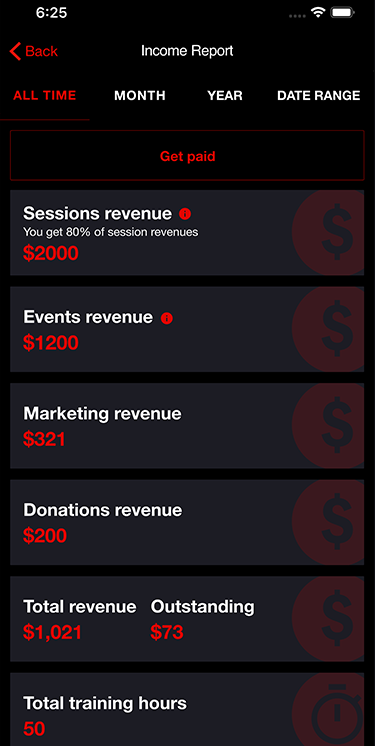 6:25
Back
Income Report
ALL TIME MONTH YEAR DATE RANGE
Get paid
Sessions revenue
You get 80% of session revenues
$2000
Events revenue
$1200
Marketing revenue
$321
Donations revenue
$200
Total revenue Outstanding
$1,021 $73
Total training hours
50